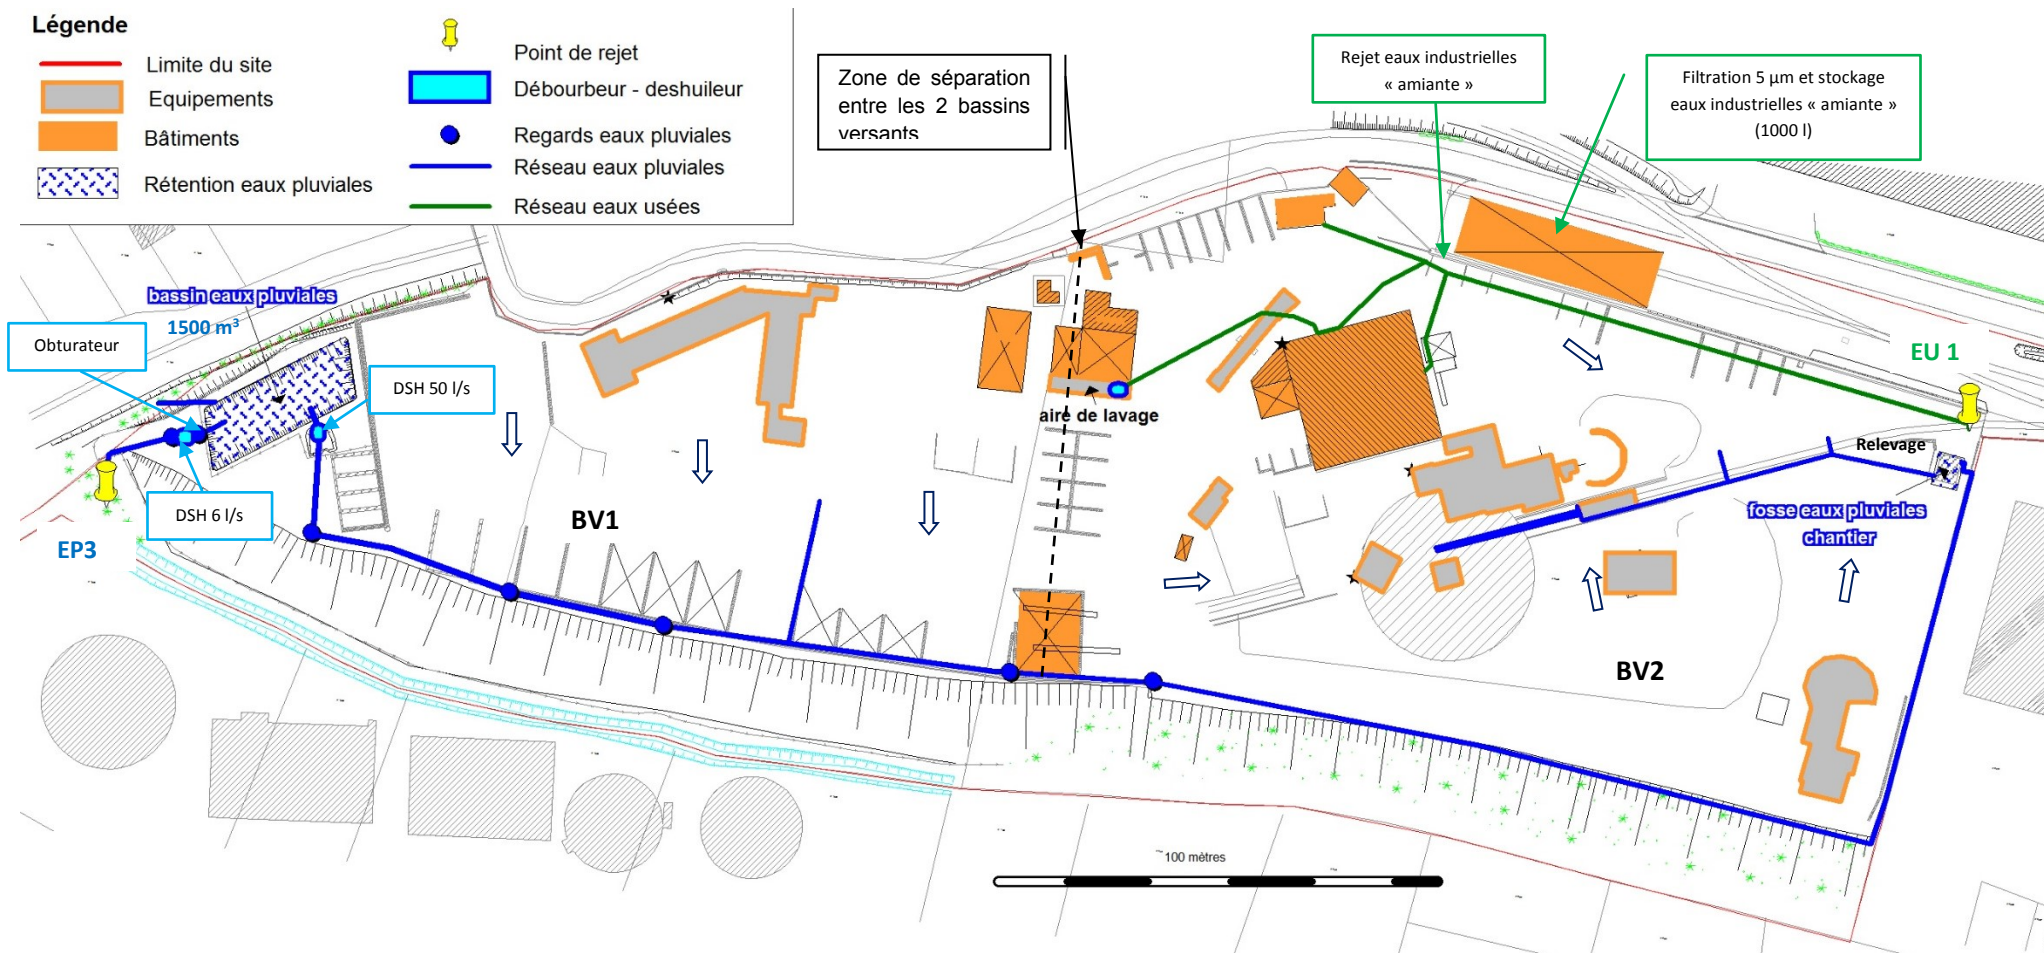 Légende
Limite du site
Equipements
Bâtiments
Rétention eaux pluviales
Point de rejet
Débourbeur - deshuileur
Regards eaux pluviales
Réseau eaux pluviales
Réseau eaux usées
Zone de séparation
entre les 2 bassins
versants
Rejet eaux industrielles
« amiante »
Filtration 5 µm et stockage
eaux industrielles « amiante »
(1000 l)
bassin eaux pluviales
1500 m³
Obturateur
DSH 50 l/s
DSH 6 l/s
EP3
BV1
aire de lavage
EU 1
Relevage
fosse eaux pluviales
chantier
BV2
100 mètres